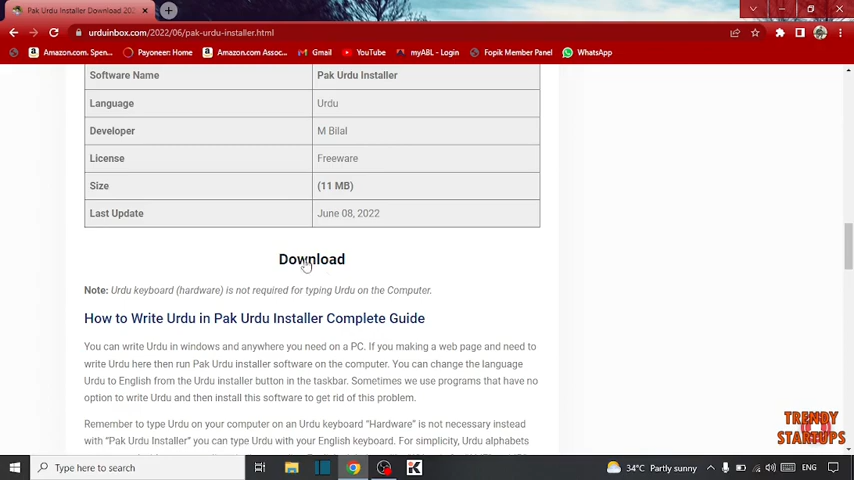 Pak Urdu Installer Download 202
urduinbox.com/2022/06/pak-urdu-installer.html
Amazon.com. Spen...
Payoneer: Home
Amazon.com Assoc...
Gmail
YouTube
myABL - Login
Fopik Member Panel
WhatsApp
Software Name Pak Urdu Installer
Language Urdu
Developer M Bilal
License Freeware
Size (11 MB)
Last Update June 08, 2022
Download
Note: Urdu keyboard (hardware) is not required for typing Urdu on the Computer.
How to Write Urdu in Pak Urdu Installer Complete Guide
You can write Urdu in windows and anywhere you need on a PC. If you making a web page and need to
write Urdu here then run Pak Urdu installer software on the computer. You can change the language
Urdu to English from the Urdu installer button in the taskbar. Sometimes we use programs that have no
option to write Urdu and then install this software to get rid of this problem.
Remember to type Urdu on your computer on an Urdu keyboard “Hardware” is not necessary instead
with “Pak Urdu Installer” you can type Urdu with your English keyboard. For simplicity, Urdu alphabets
TRENDY
STARTUPS
Type here to search
34°C Partly sunny
ENG